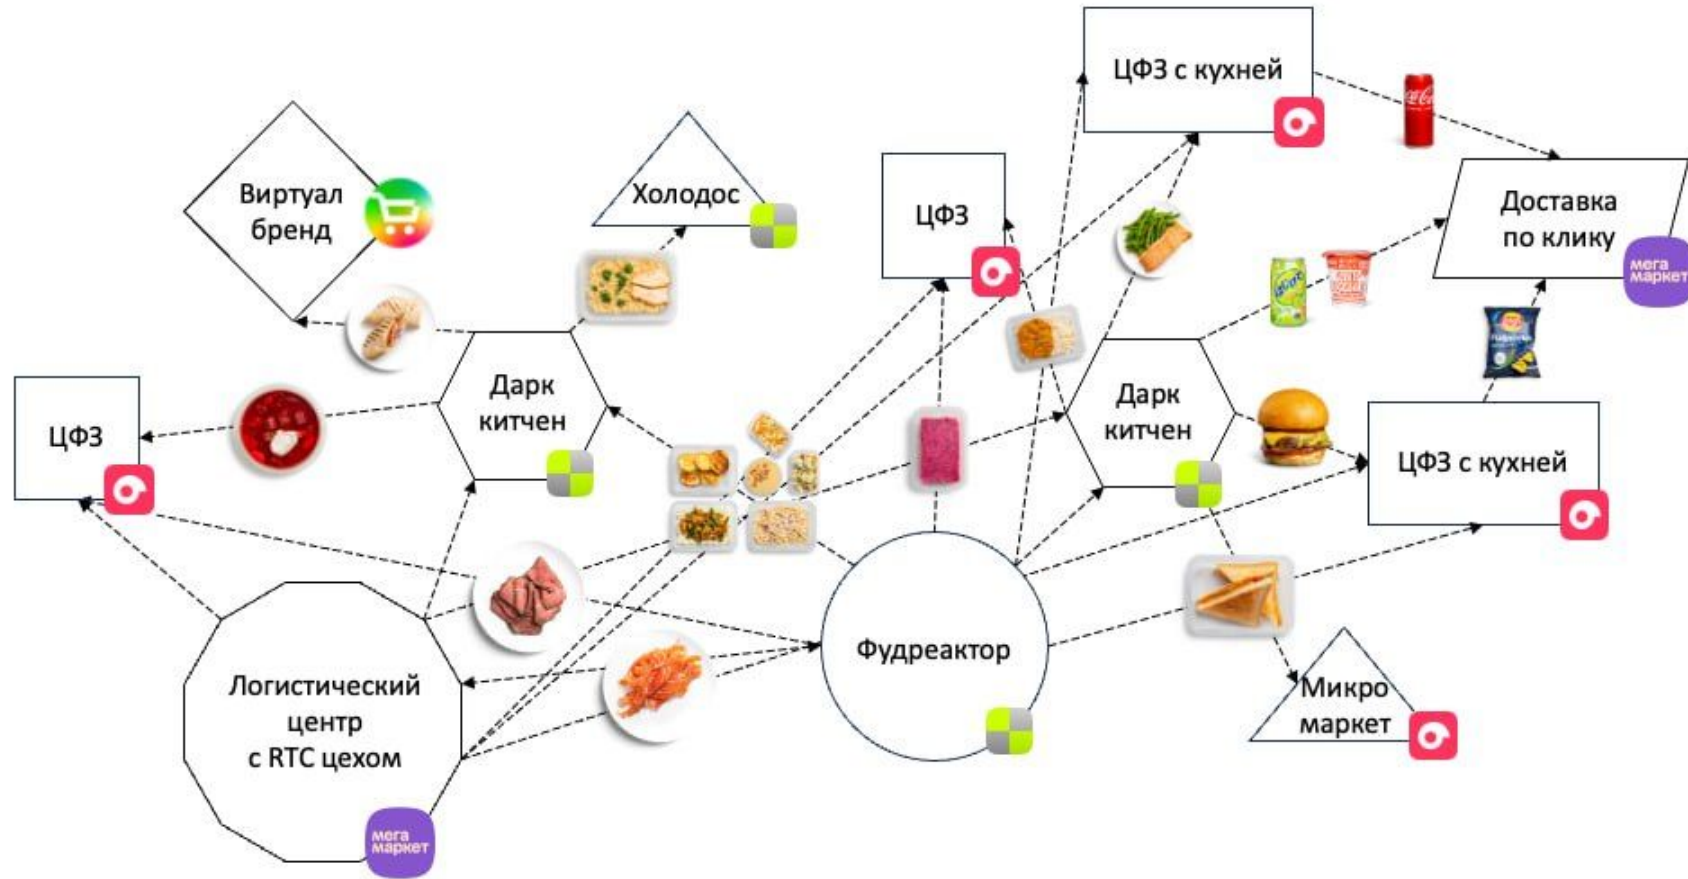 ЦФЗ с кухней
Виртуал
бренд
Холодос
ЦФЗ
Доставка
по клику
мега
маркет
Дарк
китчен
Дарк
китчен
ЦФЗ
ЦФЗ с кухней
Фудреактор
Логистический
центр
с RTC цехом
мега
маркет
Микро
маркет